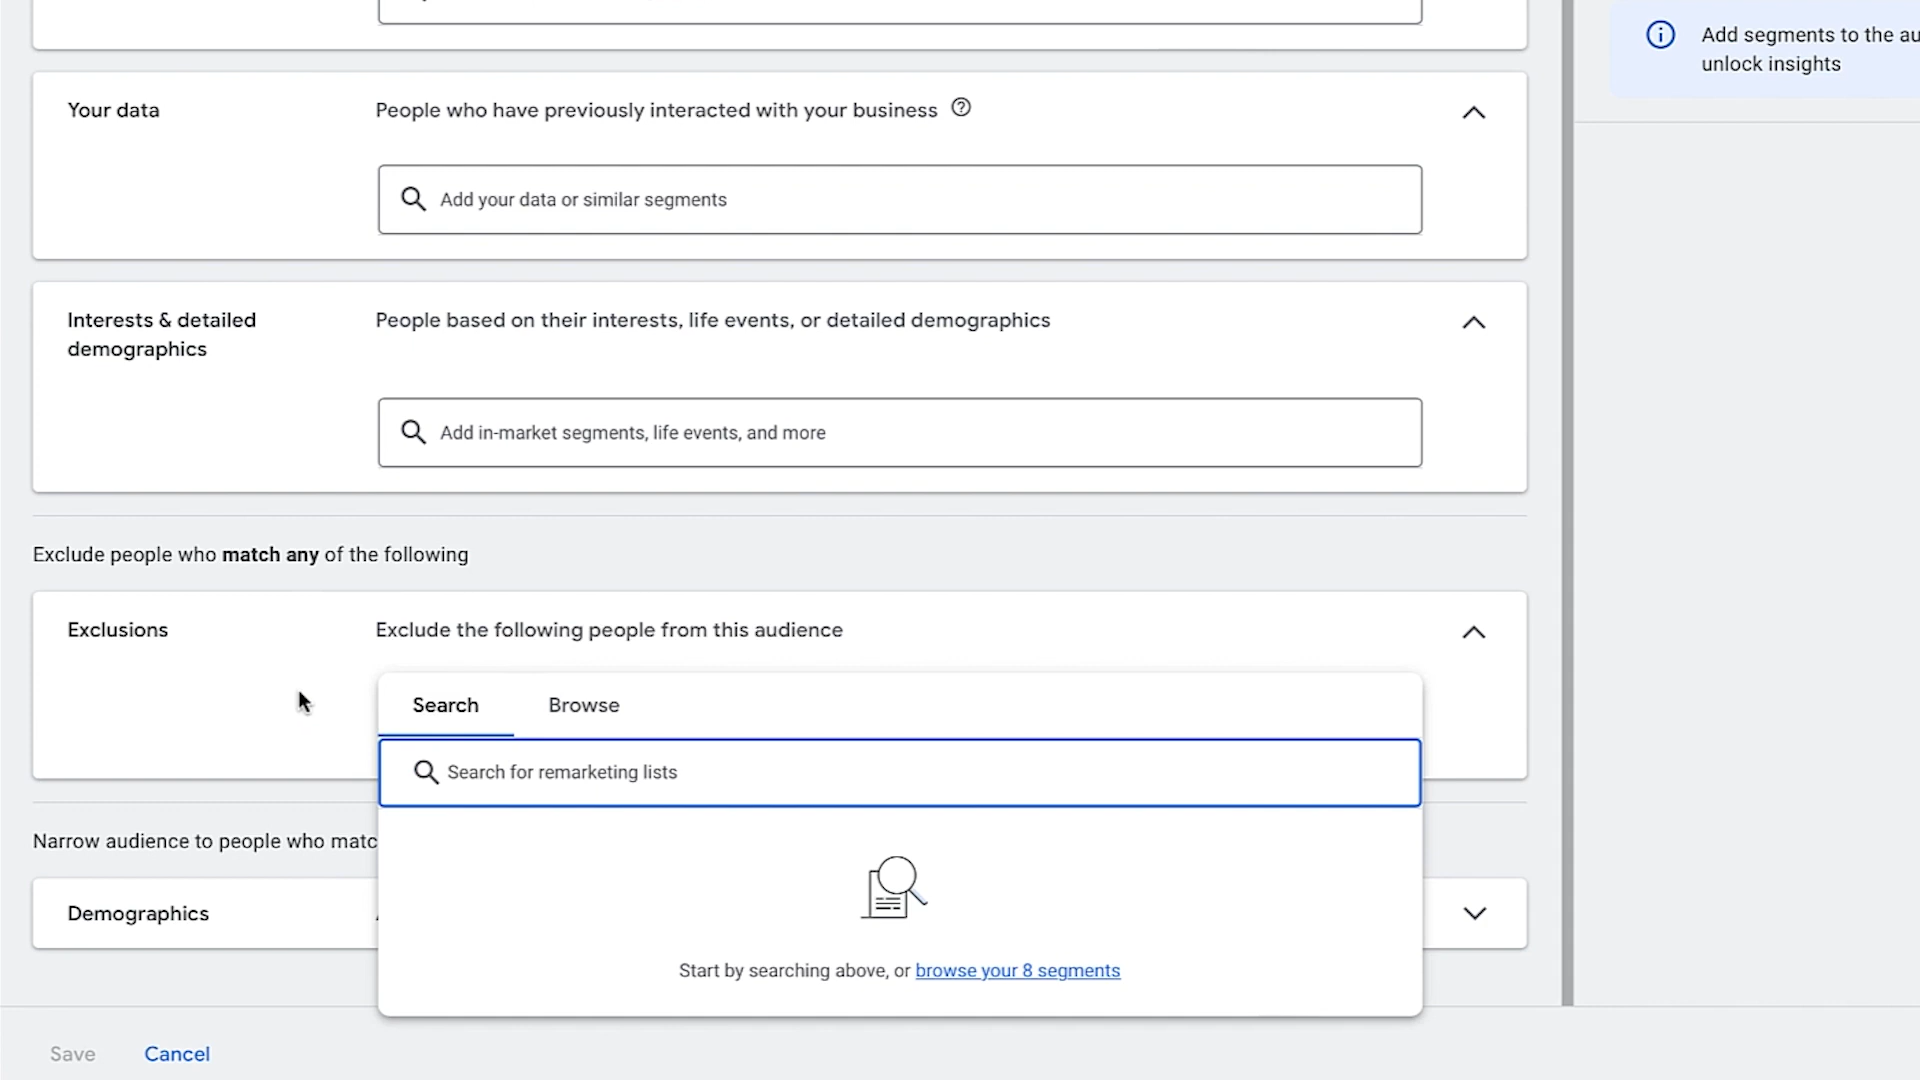 Add segments to the au
unlock insights
Your data
People who have previously interacted with your business
Add your data or similar segments
Interests & detailed
demographics
People based on their interests, life events, or detailed demographics
Add in-market segments, life events, and more
Exclude people who match any of the following
Exclusions
Exclude the following people from this audience
Search
Browse
Search for remarketing lists
Narrow audience to people who matc
Demographics
Start by searching above, or browse your 8 segments
Save
Cancel